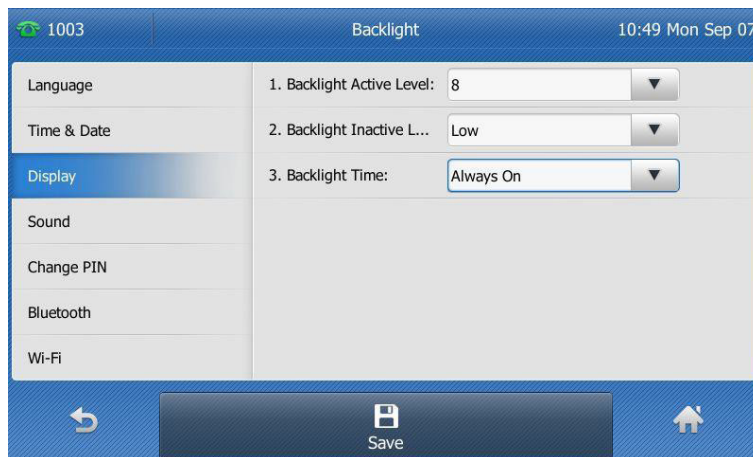 1003
Backlight
10:49 Mon Sep 07
Language
Time & Date
Display
Sound
Change PIN
Bluetooth
Wi-Fi
1. Backlight Active Level: 8
2. Backlight Inactive L... Low
3. Backlight Time: Always On
Save